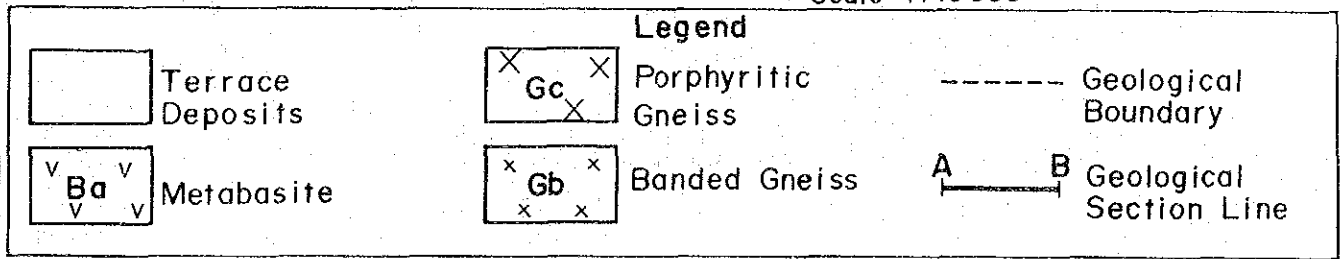 Legend
Terrace
Deposits
Gc
Porphyritic
Gneiss
Geological
Boundary
Ba
Metabasite
Gb
Banded Gneiss
A B
Geological
Section Line